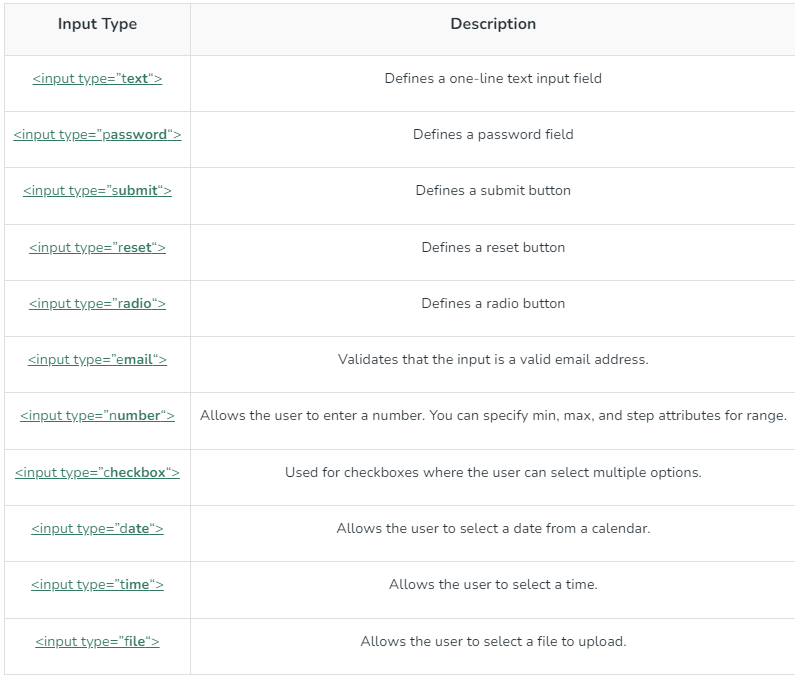 Input Type Description
<input type=”text“> Defines a one-line text input field
<input type=”password“> Defines a password field
<input type=”submit“> Defines a submit button
<input type=”reset“> Defines a reset button
<input type=”radio“> Defines a radio button
<input type=”email“> Validates that the input is a valid email address.
<input type=”number“> Allows the user to enter a number. You can specify min, max, and step attributes for range.
<input type=”checkbox“> Used for checkboxes where the user can select multiple options.
<input type=”date“> Allows the user to select a date from a calendar.
<input type=”time“> Allows the user to select a time.
<input type=”file“> Allows the user to select a file to upload.